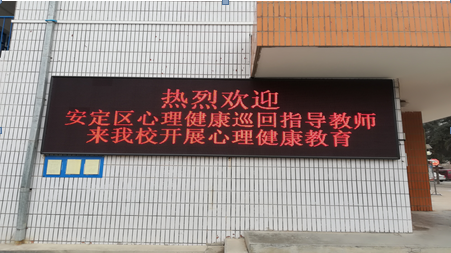 热烈欢迎
安定区心理健康巡回指导教师
来我校开展心理健康教育